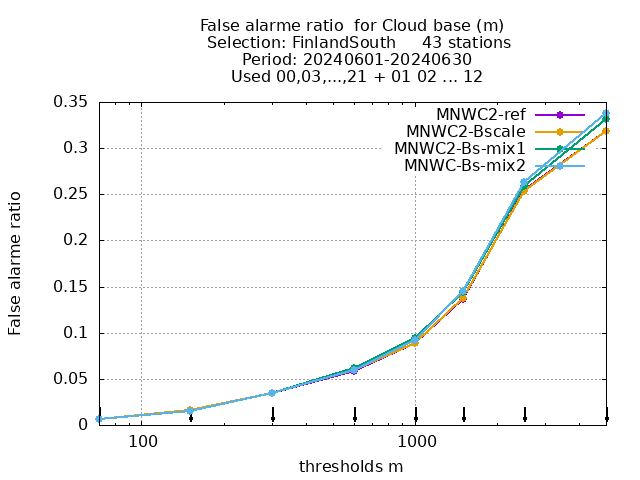 False alarme ratio  for Cloud base (m)
Selection: FinlandSouth     43 stations
Period: 20240601-20240630
Used 00,03,...,21 + 01 02 ... 12
0.35
0.3
0.25
0.2
0.15
0.1
0.05
0
MNWC2-ref
MNWC2-Bscale
MNWC2-Bs-mix1
MNWC-Bs-mix2
False alarme ratio
100
1000
thresholds m